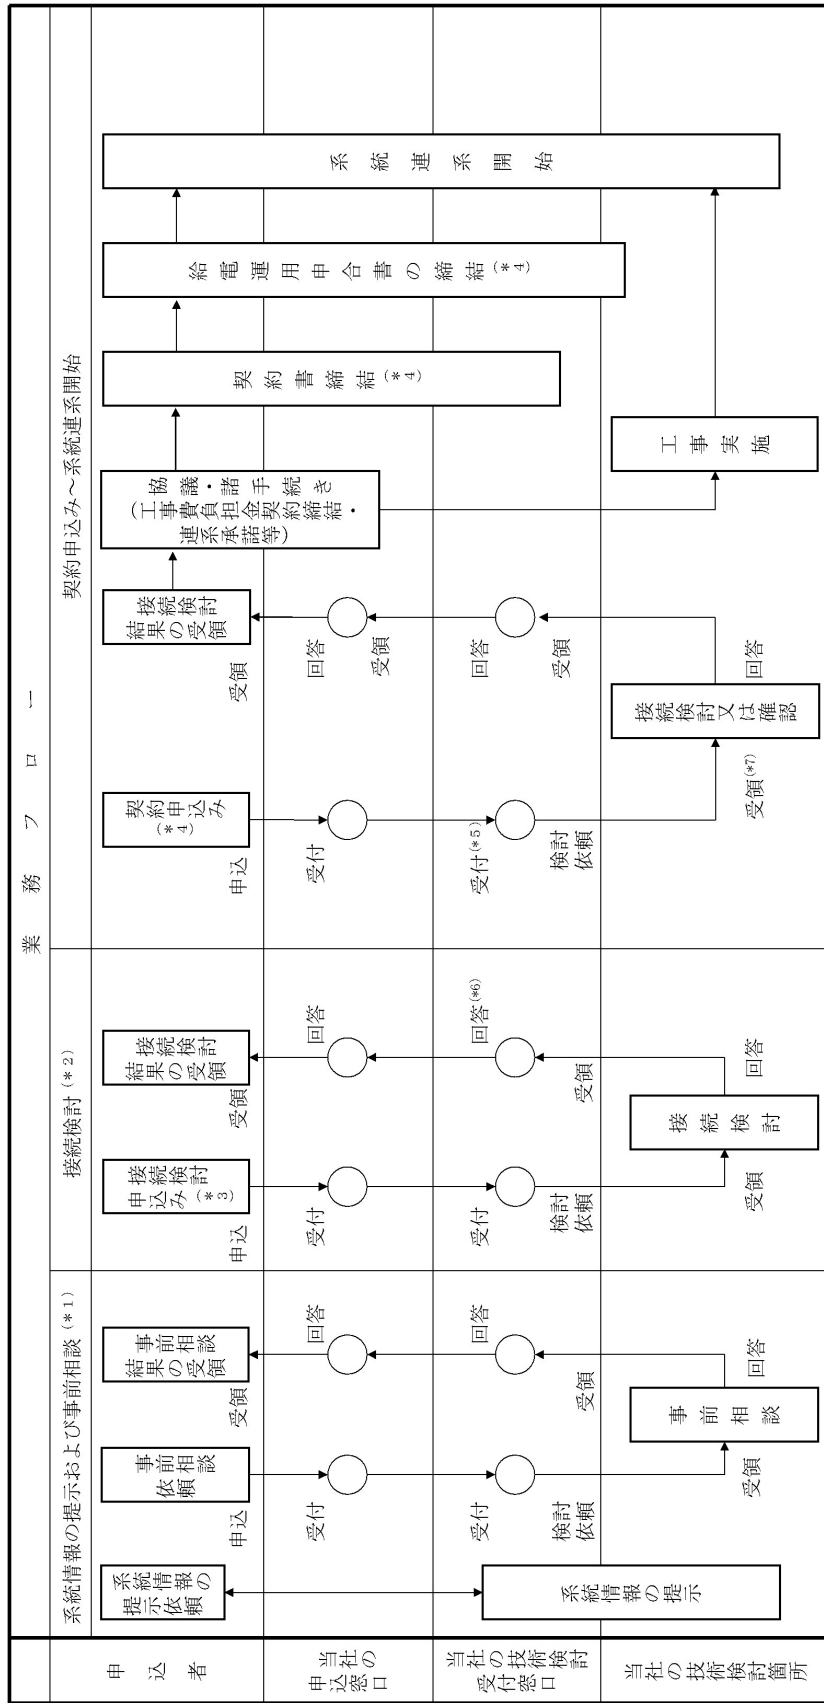 業務フロー
系統情報の提示および事前相談(*1)
接続検討(*2)
契約申込み～系統連系開始
申込者
系統情報の
提示依頼
事前相談
依頼
申込
事前相談
結果の受領
受領
接続検討
申込み(*3)
申込
接続検討
結果の受領
受領
契約申込み
(*4)
申込
接続検討
結果の受領
受領
協議・諸手続き
(工事費負担金契約締結・
連系承諾等)
契約書締結(*4)
給電運用申合書の締結(*4)
系統連系開始
当社の
申込窓口
受付
回答
受付
回答
受付
回答
受領
当社の技術検討
受付窓口
系統情報の提示
受付
検討
依頼
回答
受領
受付
検討
依頼
回答(*6)
受領
受付(*5)
検討
依頼
回答
受領
当社の技術検討箇所
受領
事前相談
回答
受領
接続検討
回答
受領(*7)
接続検討又は確認
回答
工事実施